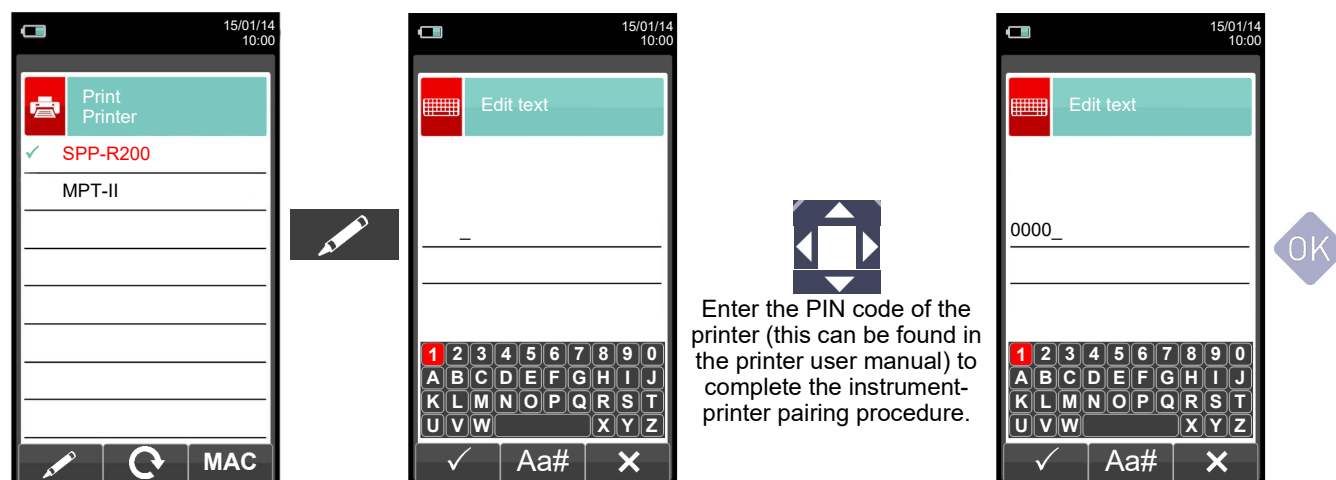 15/01/14
10:00
Print
Printer
✓ SPP-R200
MPT-II
MAC
15/01/14
10:00
Edit text
_
1 2 3 4 5 6 7 8 9 0
A B C D E F G H I J
K L M N O P Q R S T
U V W X Y Z
✓ Aa# ×
Enter the PIN code of the
printer (this can be found in
the printer user manual) to
complete the instrument-
printer pairing procedure.
15/01/14
10:00
Edit text
0000_
1 2 3 4 5 6 7 8 9 0
A B C D E F G H I J
K L M N O P Q R S T
U V W X Y Z
✓ Aa# ×
OK